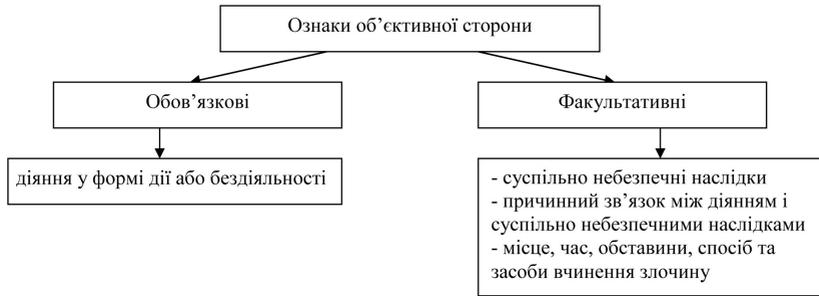 Ознаки об’єктивної сторони
Обов’язкові
Факультативні
діяння у формі дії або бездіяльності
- суспільно небезпечні наслідки
- причинний зв’язок між діянням і
суспільно небезпечними наслідками
- місце, час, обставини, спосіб та
засоби вчинення злочину